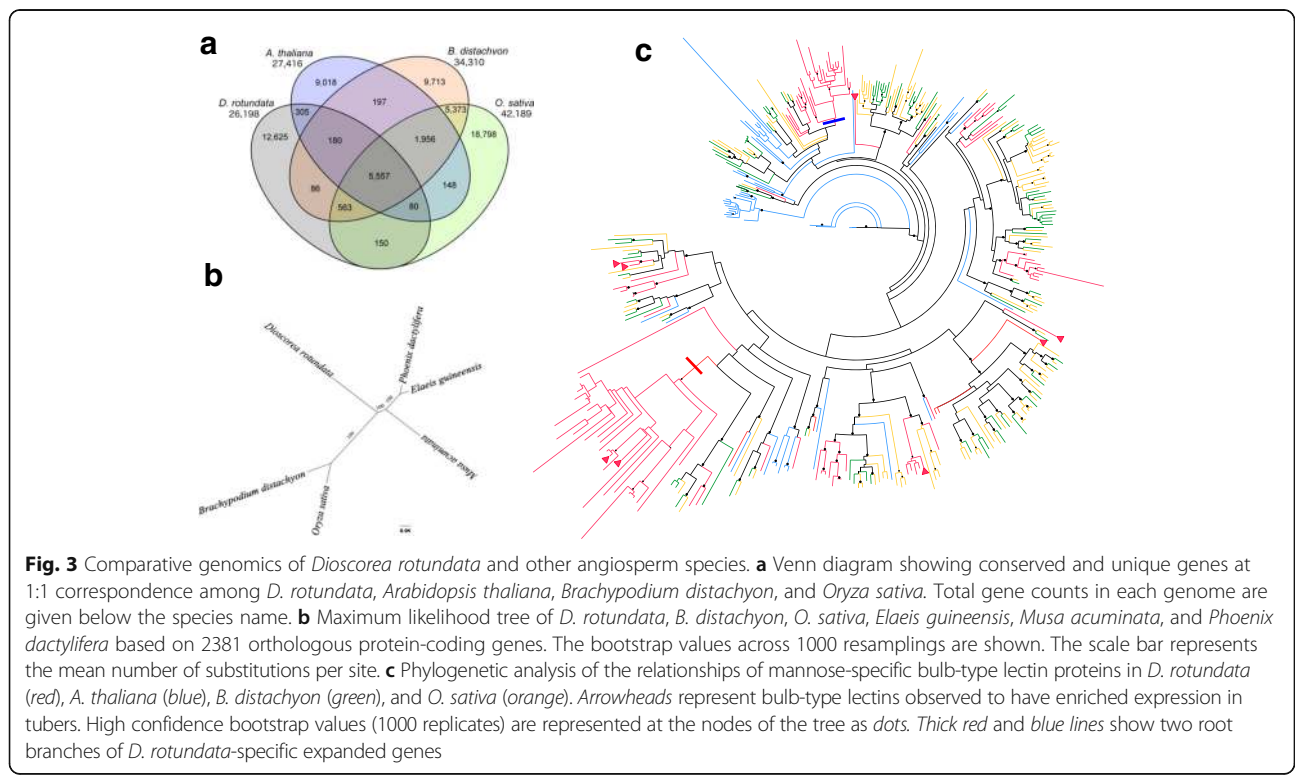 a
A. thaliana
27,416
B. distachyon
34,310
D. rotundata
26,198
O. sativa
42,189
9,018
9,713
197
305
5,373
12,625
180
1,956
18,798
5,557
86
148
563
80
150
b
Dioscorea rotundata
Phoenix dactylifera
Elaeis guineensis
Musa acuminata
Brachypodium distachyon
Oryza sativa
c
Fig. 3 Comparative genomics of Dioscorea rotundata and other angiosperm species. a Venn diagram showing conserved and unique genes at
1:1 correspondence among D. rotundata, Arabidopsis thaliana, Brachypodium distachyon, and Oryza sativa. Total gene counts in each genome are
given below the species name. b Maximum likelihood tree of D. rotundata, B. distachyon, O. sativa, Elaeis guineensis, Musa acuminata, and Phoenix
dactylifera based on 2381 orthologous protein-coding genes. The bootstrap values across 1000 resamplings are shown. The scale bar represents
the mean number of substitutions per site. c Phylogenetic analysis of the relationships of mannose-specific bulb-type lectin proteins in D. rotundata
(red), A. thaliana (blue), B. distachyon (green), and O. sativa (orange). Arrowheads represent bulb-type lectins observed to have enriched expression in
tubers. High confidence bootstrap values (1000 replicates) are represented at the nodes of the tree as dots. Thick red and blue lines show two root
branches of D. rotundata-specific expanded genes